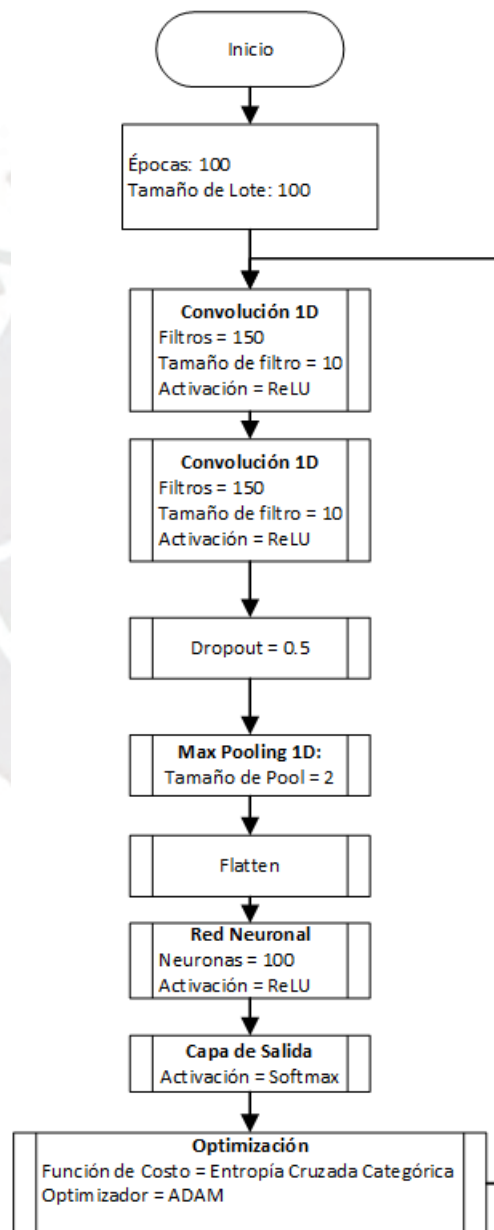 Inicio
Épocas: 100
Tamaño de Lote: 100
Convolución 1D
Filtros = 150
Tamaño de filtro = 10
Activación = ReLU
Convolución 1D
Filtros = 150
Tamaño de filtro = 10
Activación = ReLU
Dropout = 0.5
Max Pooling 1D:
Tamaño de Pool = 2
Flatten
Red Neuronal
Neuronas = 100
Activación = ReLU
Capa de Salida
Activación = Softmax
Optimización
Función de Costo = Entropía Cruzada Categórica
Optimizador = ADAM